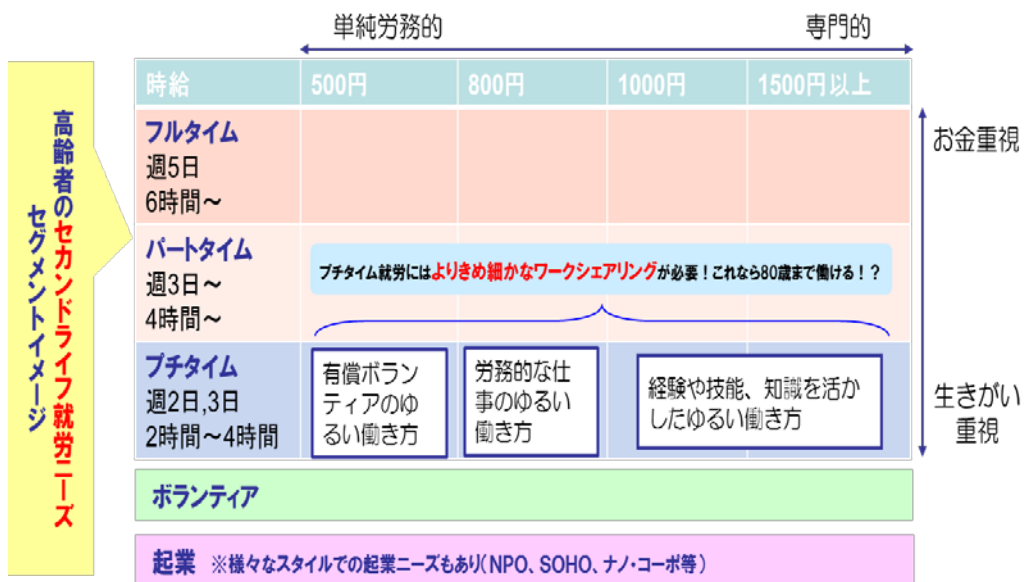 単純労務的 専門的
高齢者のセカンドライフ就労ニーズ
セグメントイメージ
時給 500円 800円 1000円 1500円以上
お金重視
フルタイム
週5日
6時間～
パートタイム
週3日～
4時間～
プチタイム就労にはよりきめ細かなワークシェアリングが必要！これなら80歳まで働ける！？
プチタイム
週2日,3日
2時間～4時間
有償ボラン
ティアのゆ
るい働き方
労務的な仕
事のゆるい
働き方
経験や技能、知識を活か
したゆるい働き方
生きがい
重視
ボランティア
起業 ※様々なスタイルでの起業ニーズもあり(NPO、SOHO、ナノ・コーポ等)